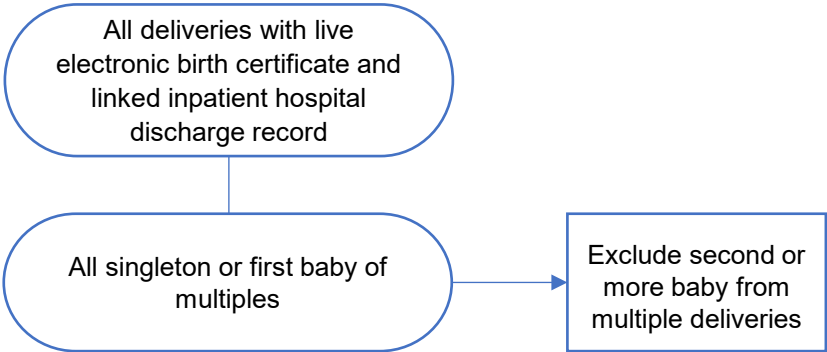 All deliveries with live
electronic birth certificate and
linked inpatient hospital
discharge record
All singleton or first baby of
multiples
Exclude second or
more baby from
multiple deliveries